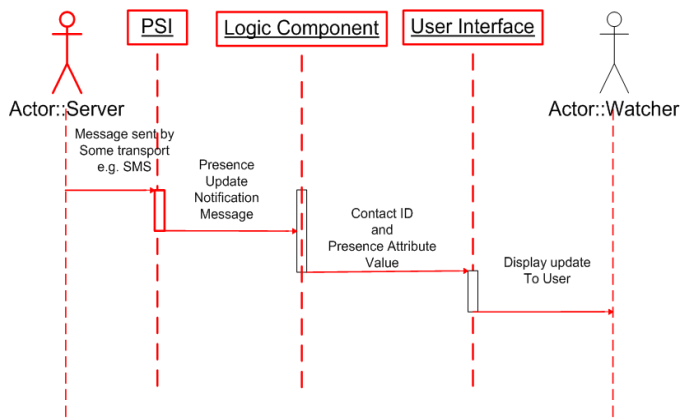 PSI
Logic Component
User Interface
Actor::Server
Actor::Watcher
Message sent by
Some transport
e.g. SMS
Presence
Update
Notification
Message
Contact ID
and
Presence Attribute
Value
Display update
To User